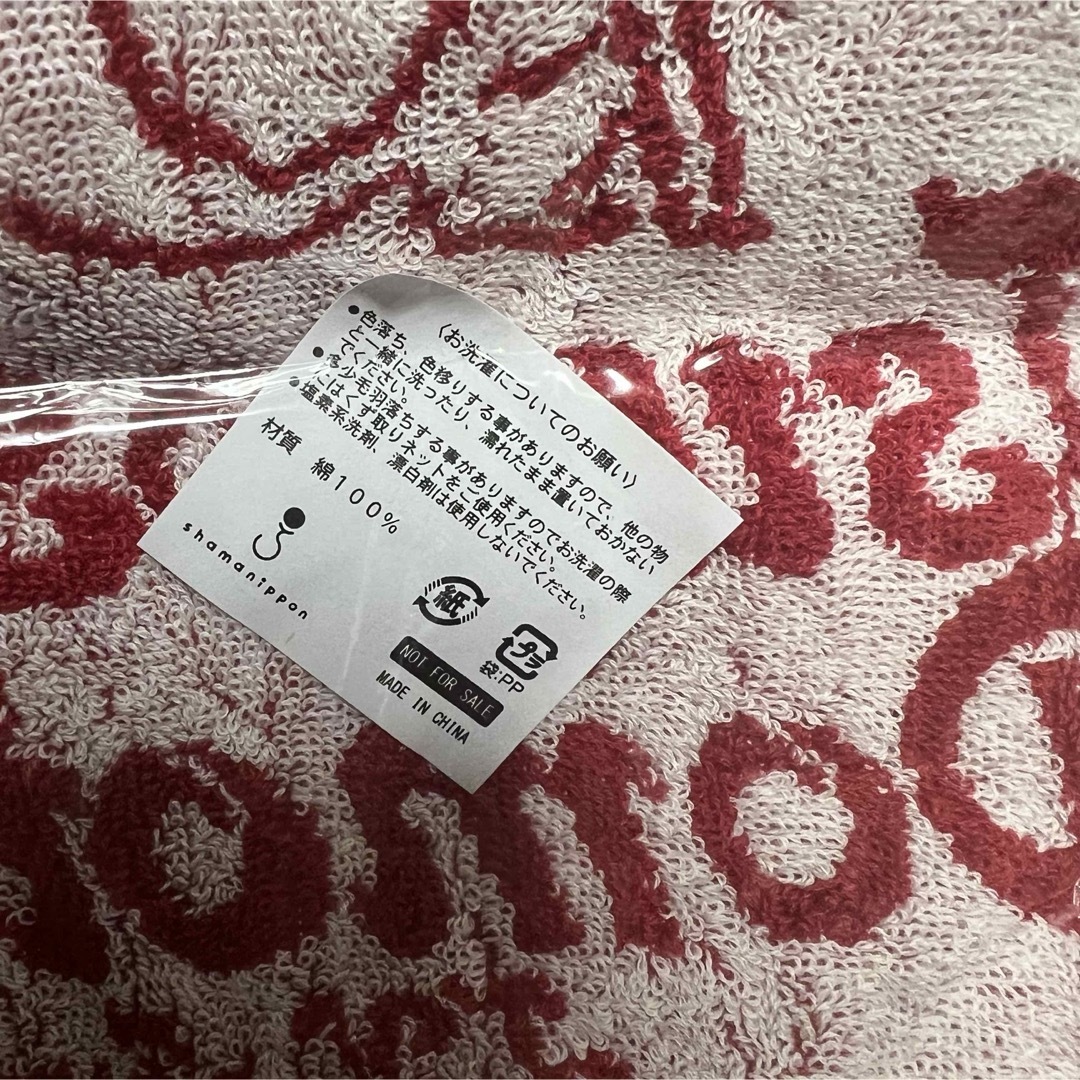 〈お洗濯についてのお願い〉
●色落ち、色移りする事がありますので、他の物
と一緒に洗ったり、濡れたまま置いておかない
でください。
●多少毛羽落ちする事がありますのでお洗濯の際
にはくず取りネットをご使用ください。
●塩素系洗剤、漂白剤は使用しないでください。
材質 綿100%
shamanippon
紙
プラ
袋:PP
NOT FOR SALE
MADE IN CHINA